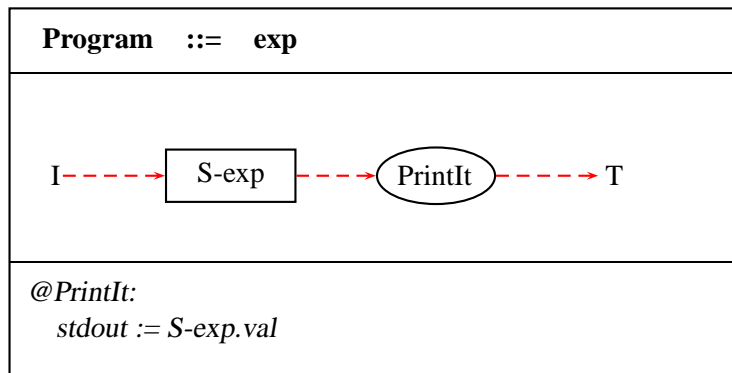 Program ::= exp
I S-exp PrintIt T
@PrintIt:
stdout := S-exp.val